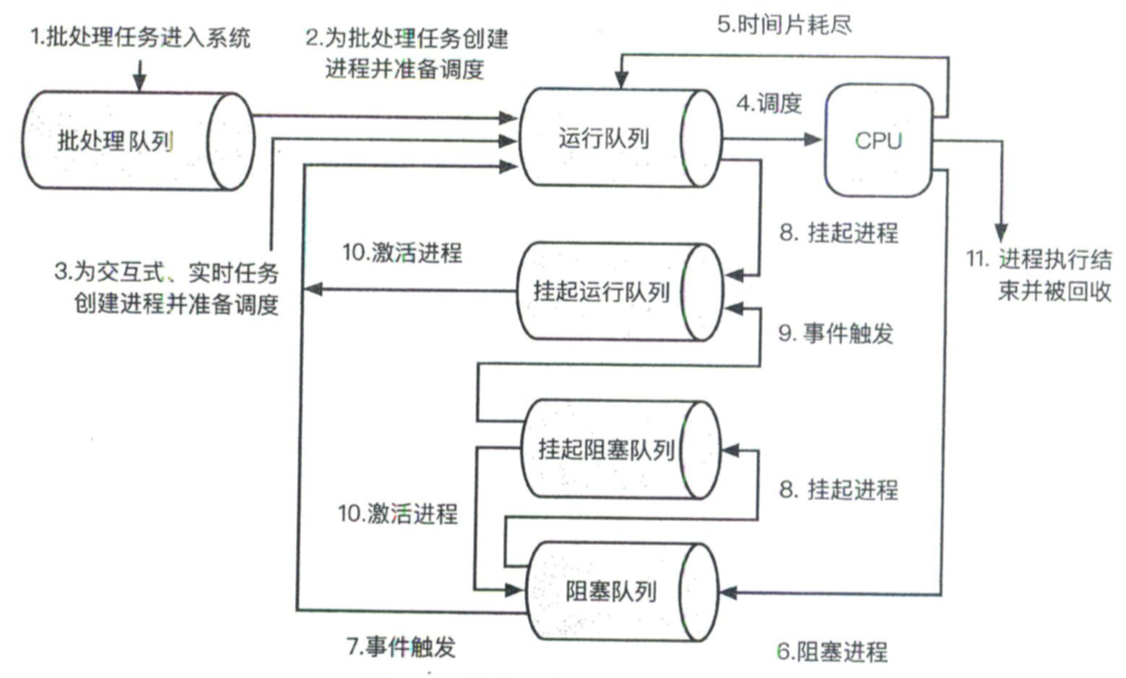 1.批处理任务进入系统
2.为批处理任务创建
进程并准备调度
5.时间片耗尽
批处理队列
运行队列
4.调度
CPU
3.为交互式、实时任务
创建进程并准备调度
10.激活进程
挂起运行队列
8. 挂起进程
11. 进程执行结
束并被回收
9. 事件触发
挂起阻塞队列
10.激活进程
8. 挂起进程
阻塞队列
7.事件触发
6.阻塞进程